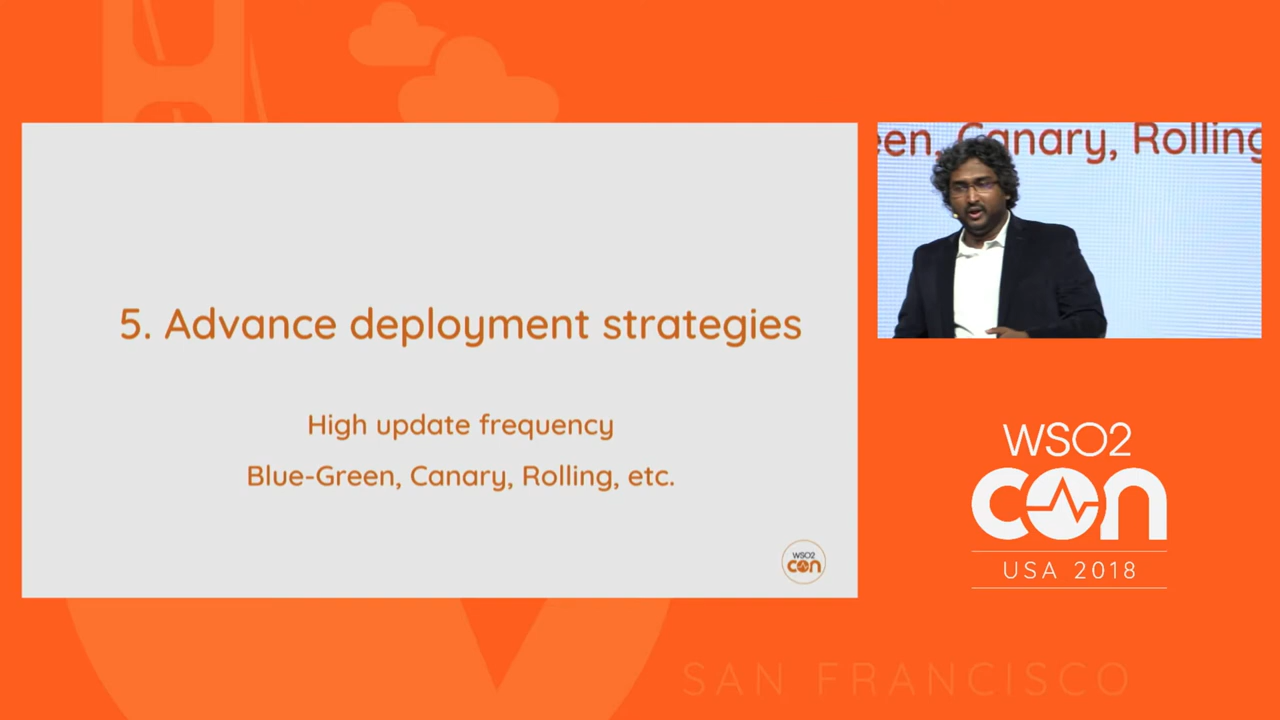 5. Advance deployment strategies
High update frequency
Blue-Green, Canary, Rolling, etc.
WSO2
con
een, Canary, Rolling
WSO2
con
USA 2018
SAN FRANCISCO